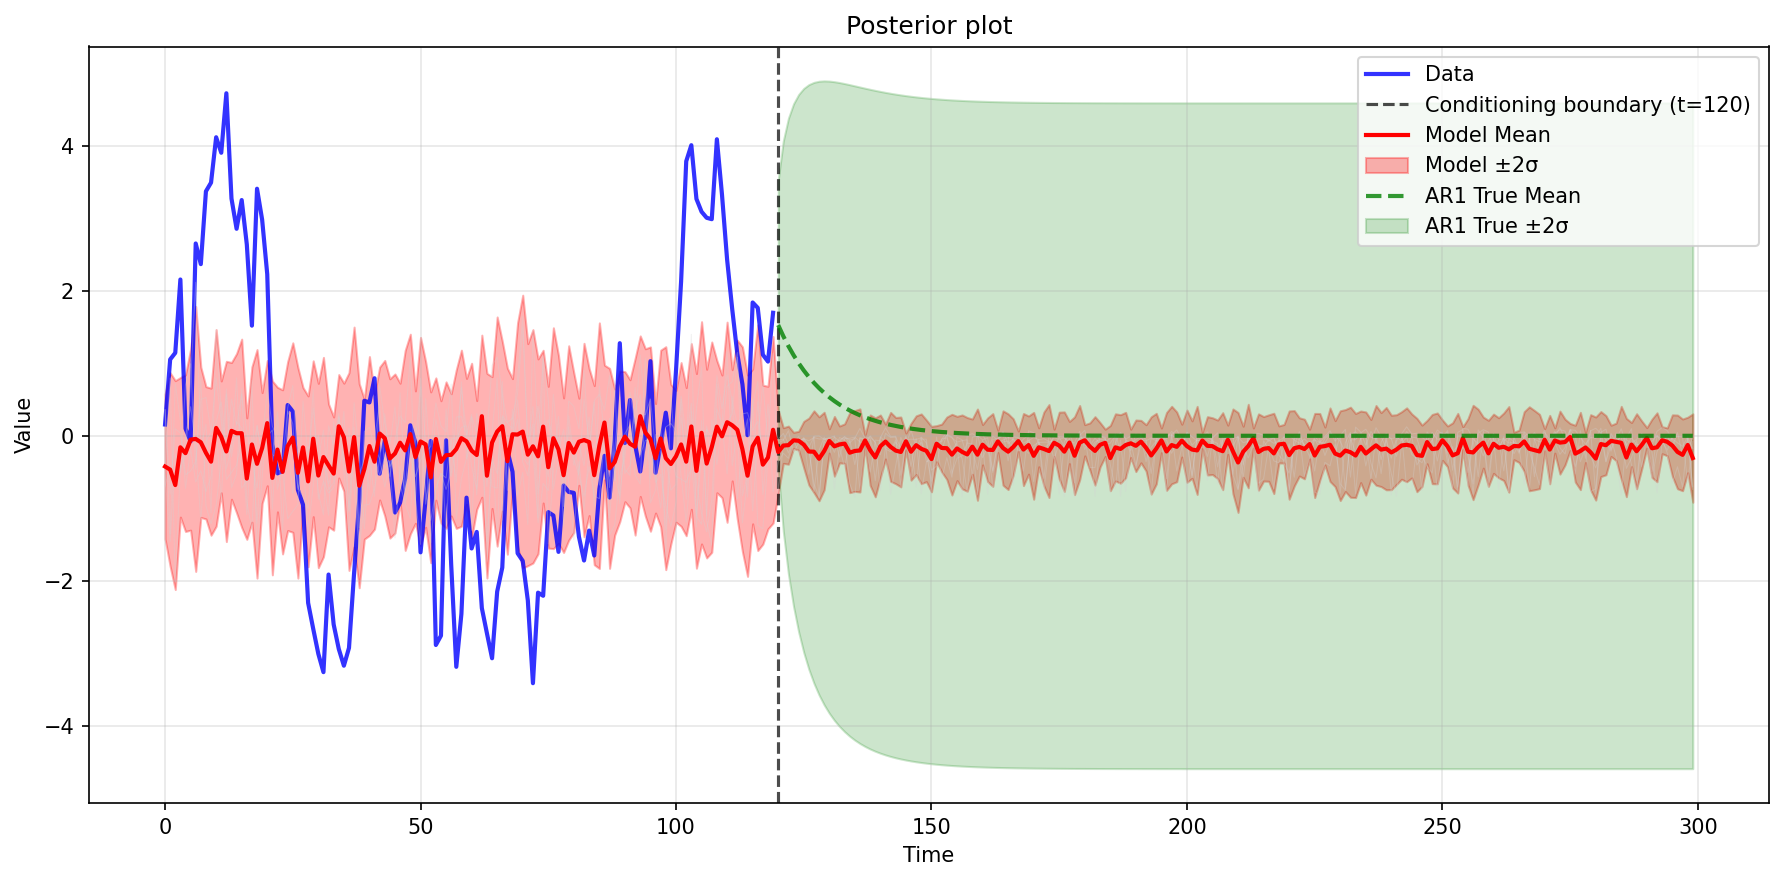 Posterior plot
Data
Conditioning boundary (t=120)
Model Mean
Model ±2σ
AR1 True Mean
AR1 True ±2σ
Value
4
2
0
−2
−4
0
50
100
150
200
250
300
Time